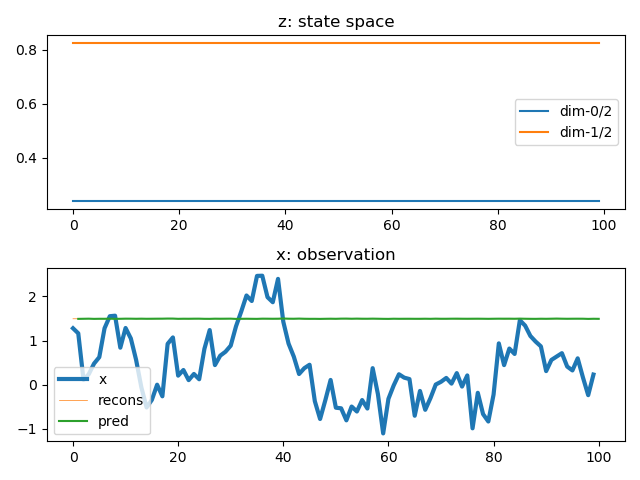 z: state space
0.8
0.6
0.4
dim-0/2
dim-1/2
0 20 40 60 80 100
x: observation
2
1
0
−1
x
recons
pred
0 20 40 60 80 100